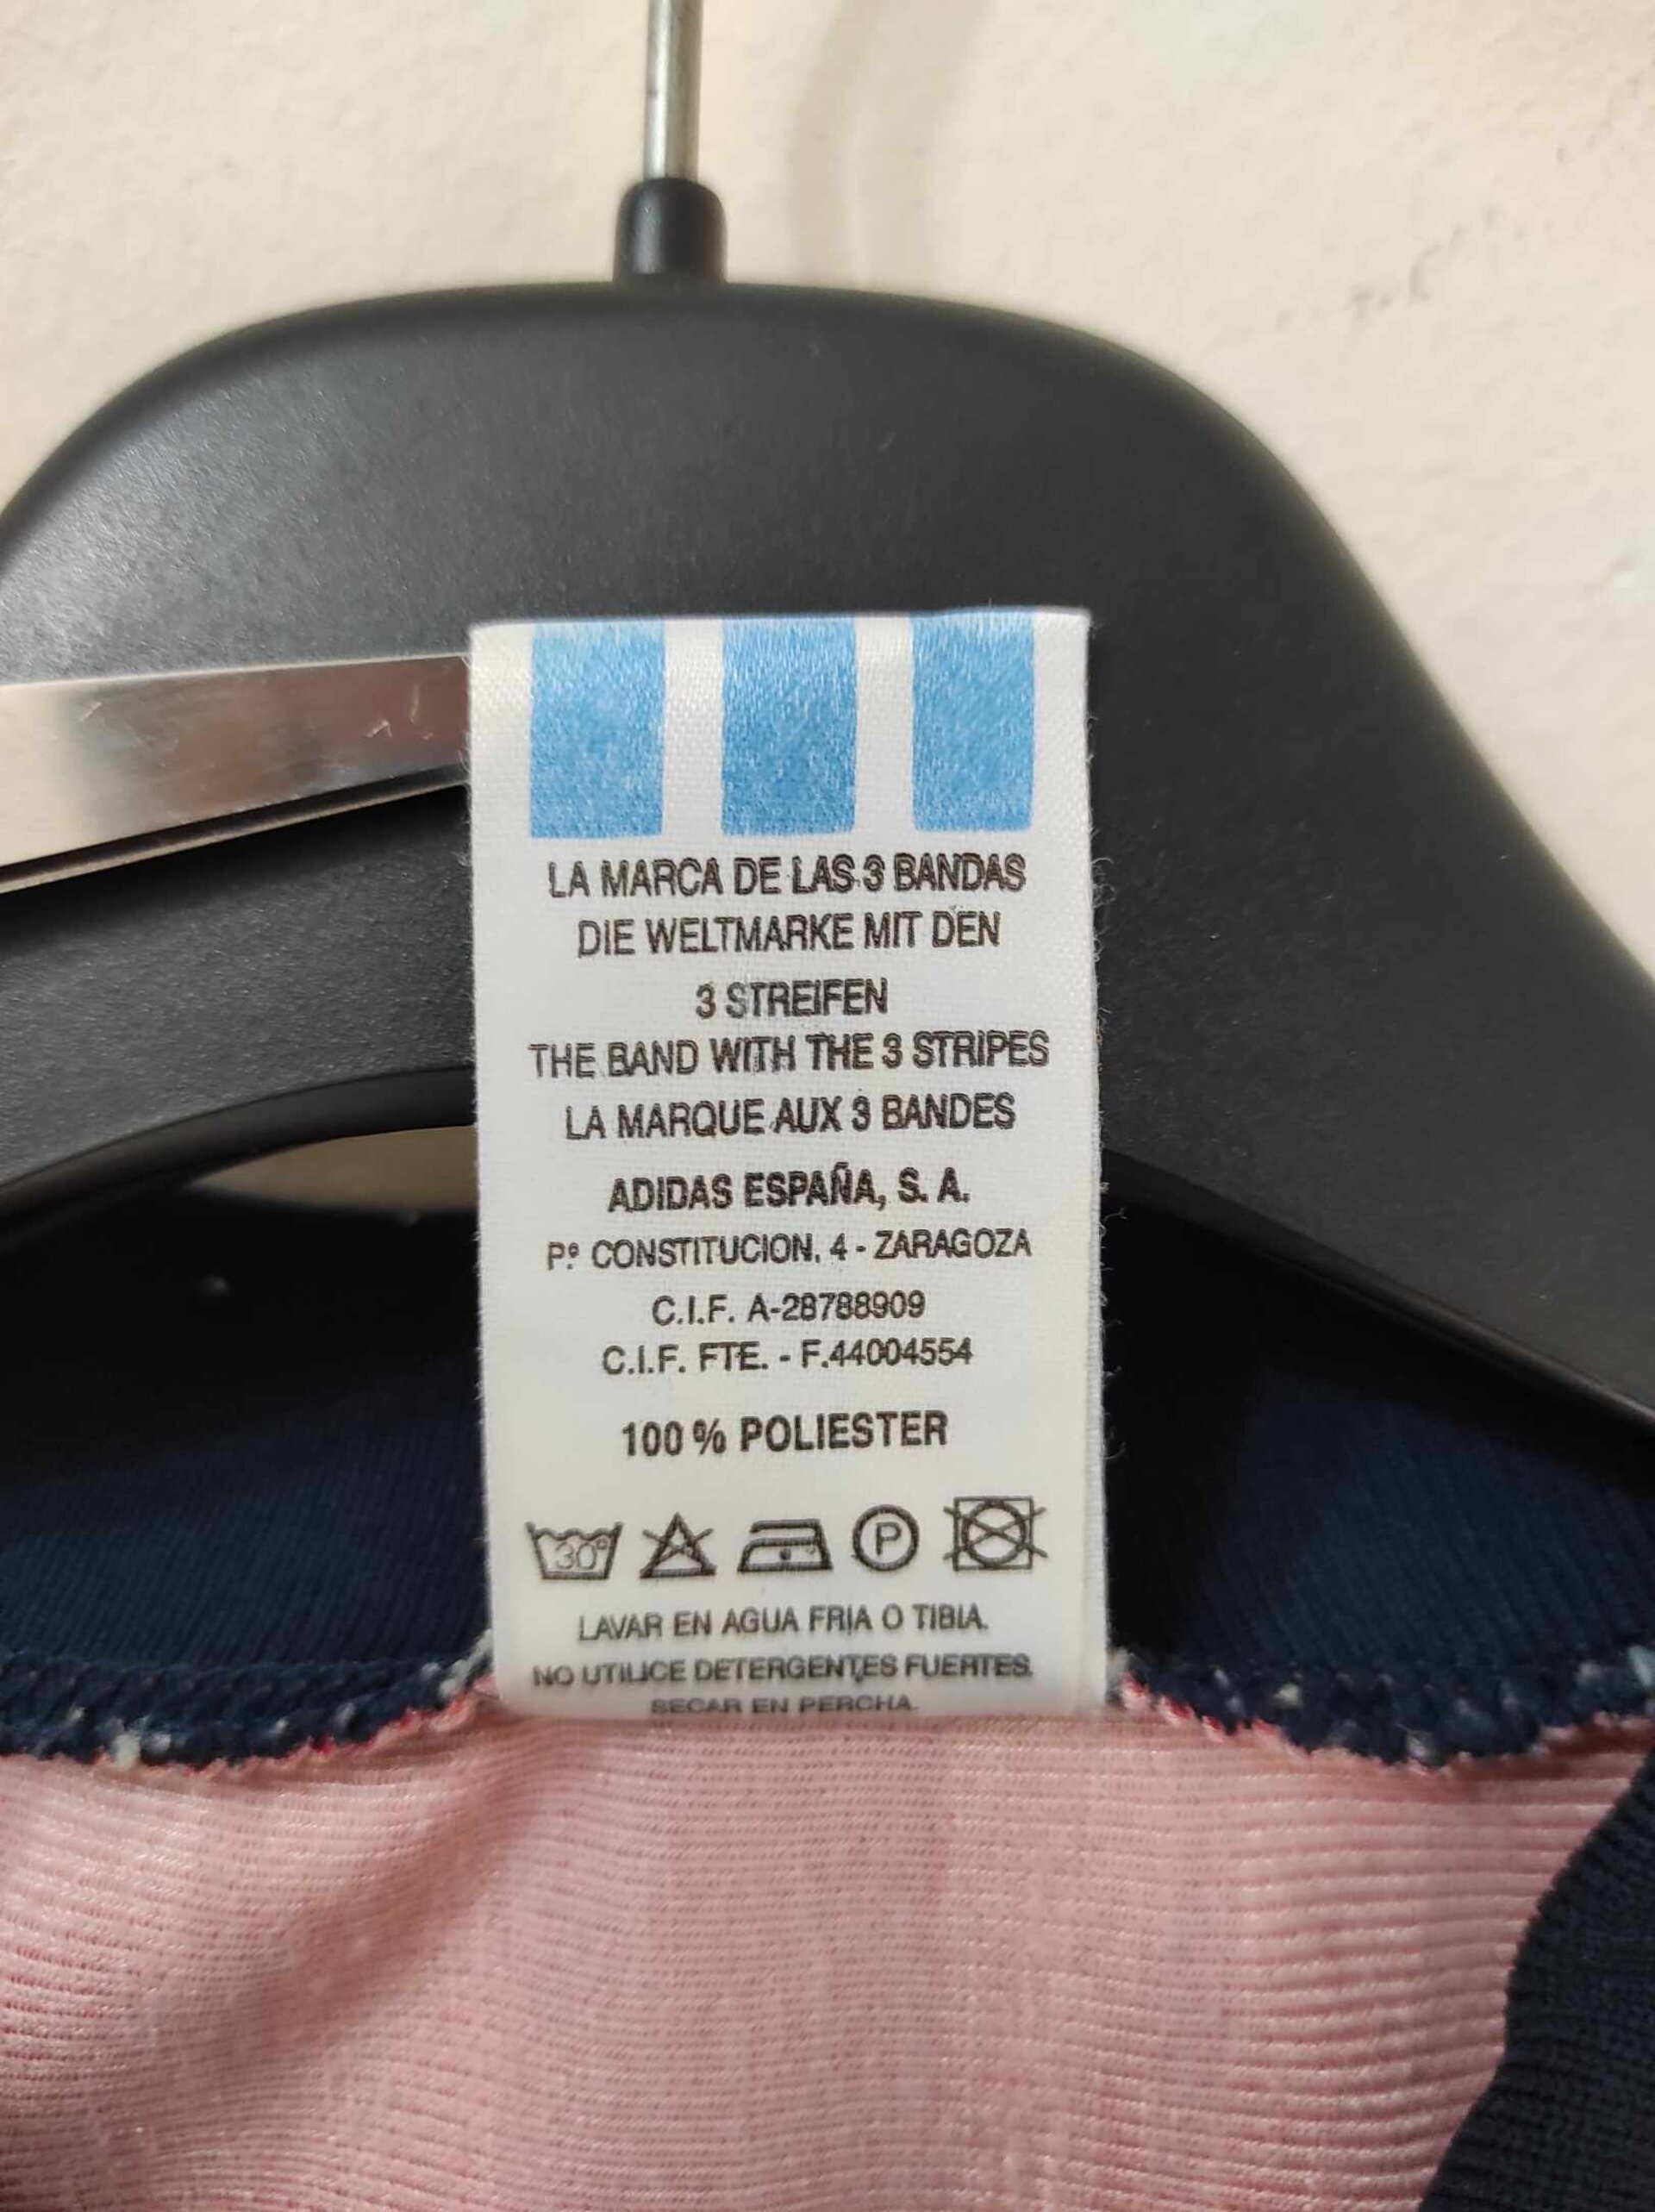 LA MARCA DE LAS 3 BANDAS
DIE WELTMARKE MIT DEN
3 STREIFEN
THE BAND WITH THE 3 STRIPES
LA MARQUE AUX 3 BANDES
ADIDAS ESPAÑA, S. A.
Pº CONSTITUCION, 4 - ZARAGOZA
C.I.F. A-28788909
C.I.F. FTE. - F.44004554
100 % POLIESTER
30° P
LAVAR EN AGUA FRIA O TIBIA.
NO UTILICE DETERGENTES FUERTES.
SECAR EN PERCHA.